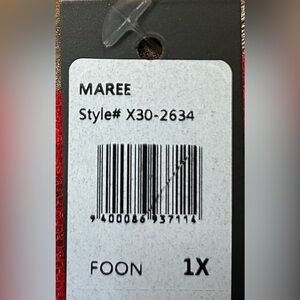 MAREE
Style# X30-2634
9 400086 937114
FOON 1X